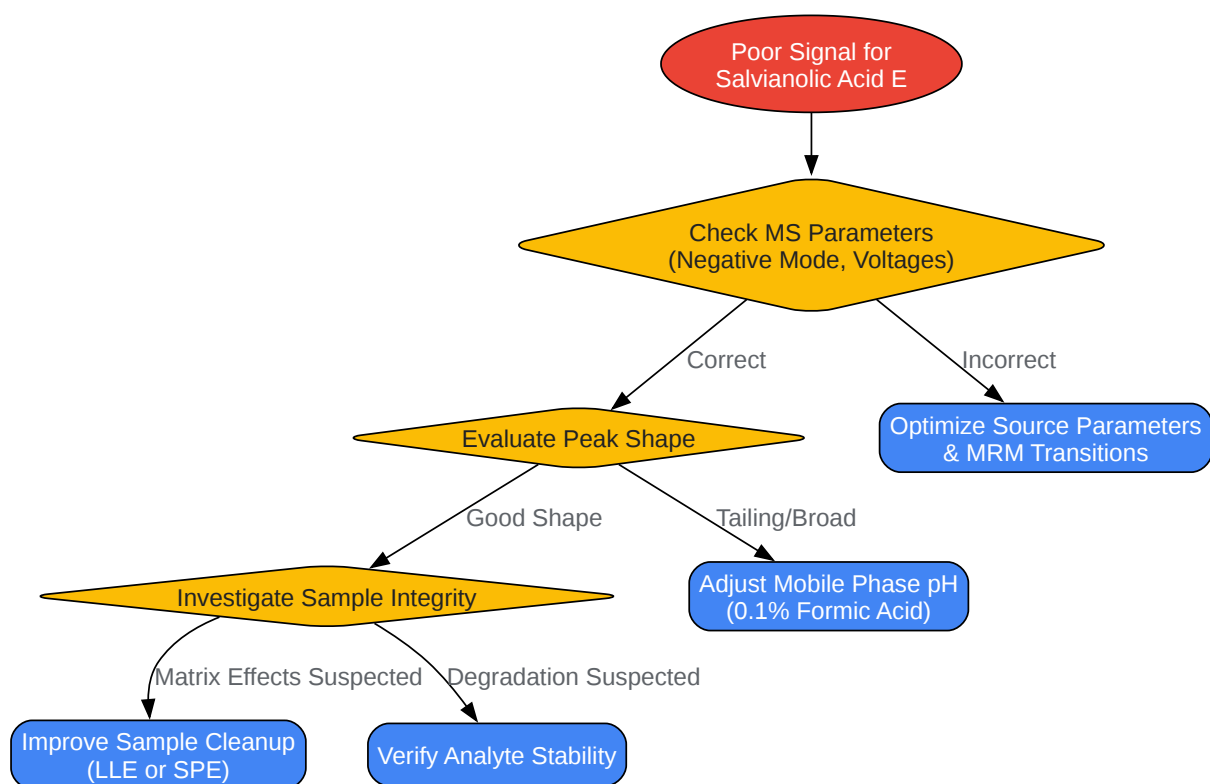 Poor Signal for
Salvianolic Acid E
Check MS Parameters
(Negative Mode, Voltages)
Correct
Incorrect
Evaluate Peak Shape
Optimize Source Parameters
& MRM Transitions
Good Shape
Tailing/Broad
Investigate Sample Integrity
Adjust Mobile Phase pH
(0.1% Formic Acid)
Matrix Effects Suspected
Degradation Suspected
Improve Sample Cleanup
(LLE or SPE)
Verify Analyte Stability